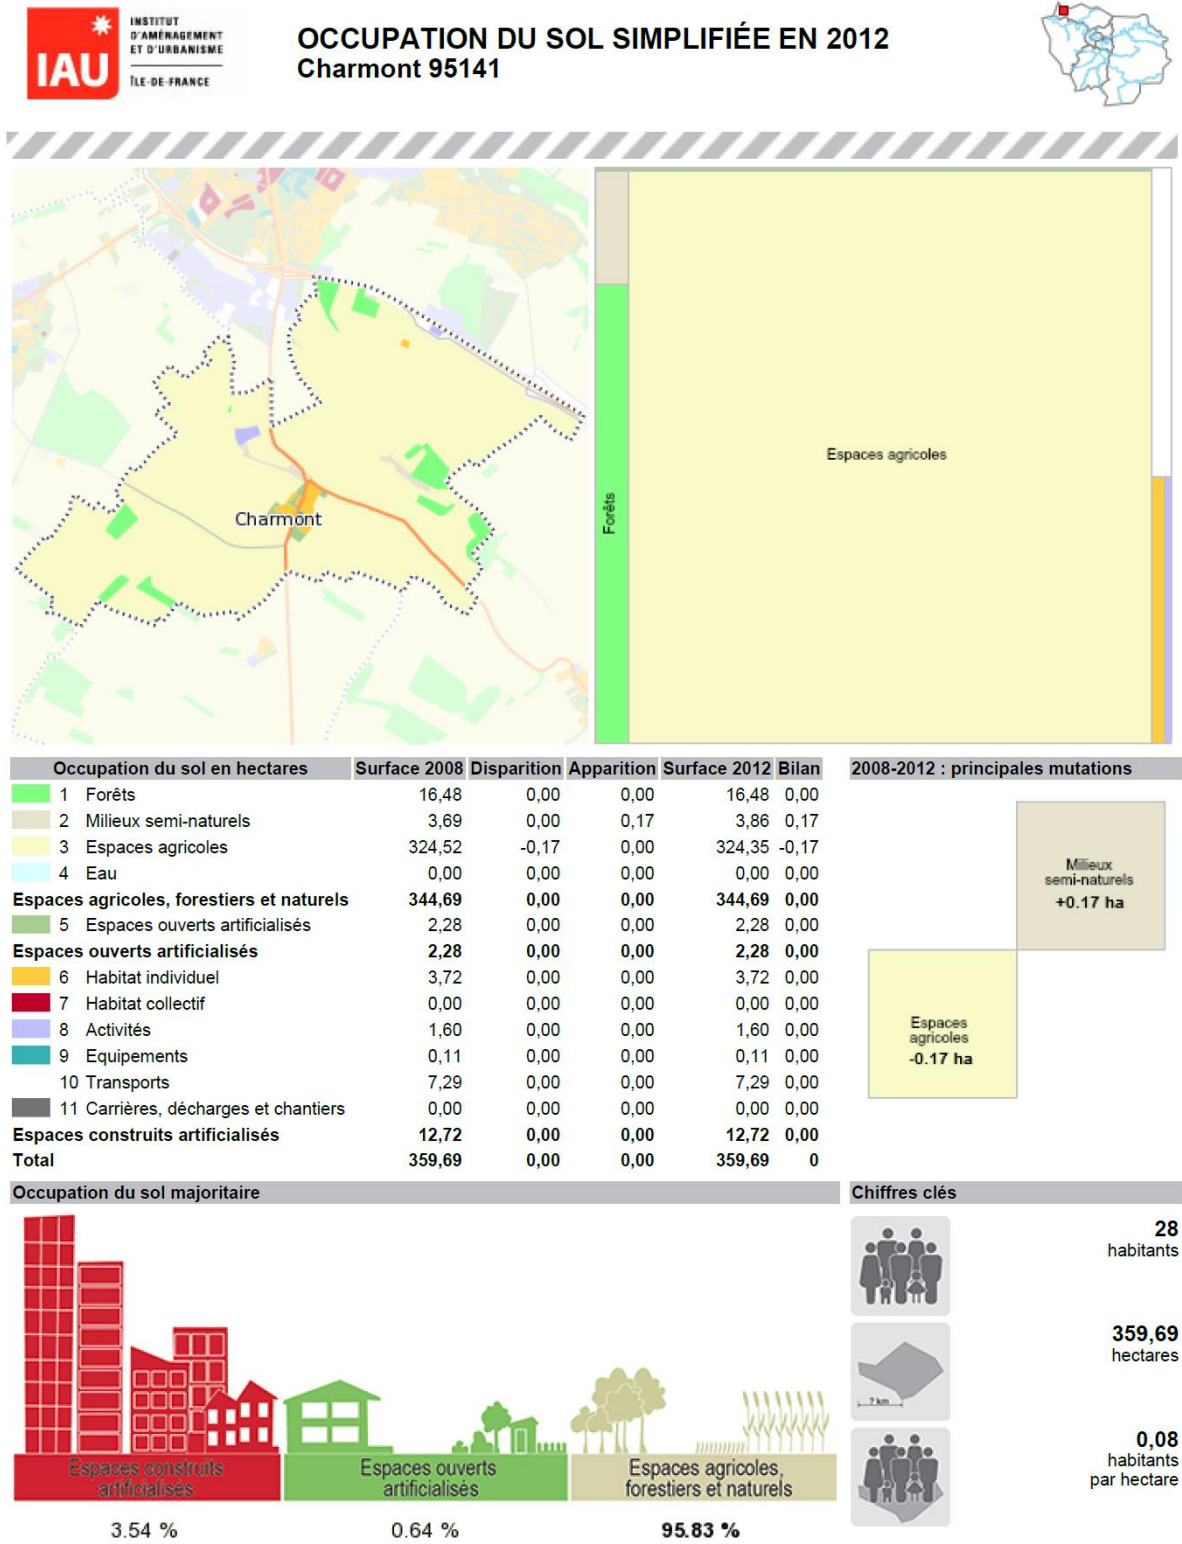 IAU
INSTITUT
D'AMÉNAGEMENT
ET D'URBANISME
ÎLE-DE-FRANCE
OCCUPATION DU SOL SIMPLIFIÉE EN 2012
Charmont 95141
Charmont
Forêts
Espaces agricoles
Occupation du sol en hectares Surface 2008 Disparition Apparition Surface 2012 Bilan
1 Forêts 16,48 0,00 0,00 16,48 0,00
2 Milieux semi-naturels 3,69 0,00 0,17 3,86 0,17
3 Espaces agricoles 324,52 -0,17 0,00 324,35 -0,17
4 Eau 0,00 0,00 0,00 0,00 0,00
Espaces agricoles, forestiers et naturels 344,69 0,00 0,00 344,69 0,00
5 Espaces ouverts artificialisés 2,28 0,00 0,00 2,28 0,00
Espaces ouverts artificialisés 2,28 0,00 0,00 2,28 0,00
6 Habitat individuel 3,72 0,00 0,00 3,72 0,00
7 Habitat collectif 0,00 0,00 0,00 0,00 0,00
8 Activités 1,60 0,00 0,00 1,60 0,00
9 Equipements 0,11 0,00 0,00 0,11 0,00
10 Transports 7,29 0,00 0,00 7,29 0,00
11 Carrières, décharges et chantiers 0,00 0,00 0,00 0,00 0,00
Espaces construits artificialisés 12,72 0,00 0,00 12,72 0,00
Total 359,69 0,00 0,00 359,69 0
2008-2012 : principales mutations
Milieux
semi-naturels
+0.17 ha
Espaces
agricoles
-0.17 ha
Occupation du sol majoritaire
Espaces construits
artificialisés
3.54 %
Espaces ouverts
artificialisés
0.64 %
Espaces agricoles,
forestiers et naturels
95.83 %
Chiffres clés
28
habitants
? km
359,69
hectares
0,08
habitants
par hectare